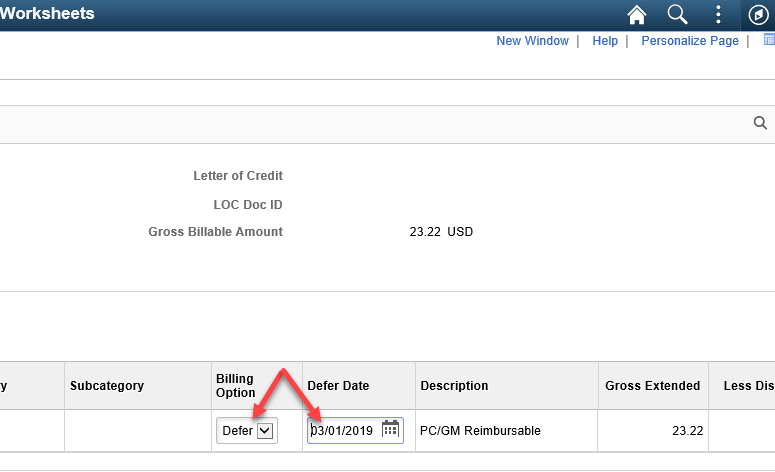 Worksheets
New Window | Help | Personalize Page |
Letter of Credit
LOC Doc ID
Gross Billable Amount 23.22 USD
y Subcategory Billing Option Defer Date Description Gross Extended Less Dis
Defer 03/01/2019 PC/GM Reimbursable 23.22